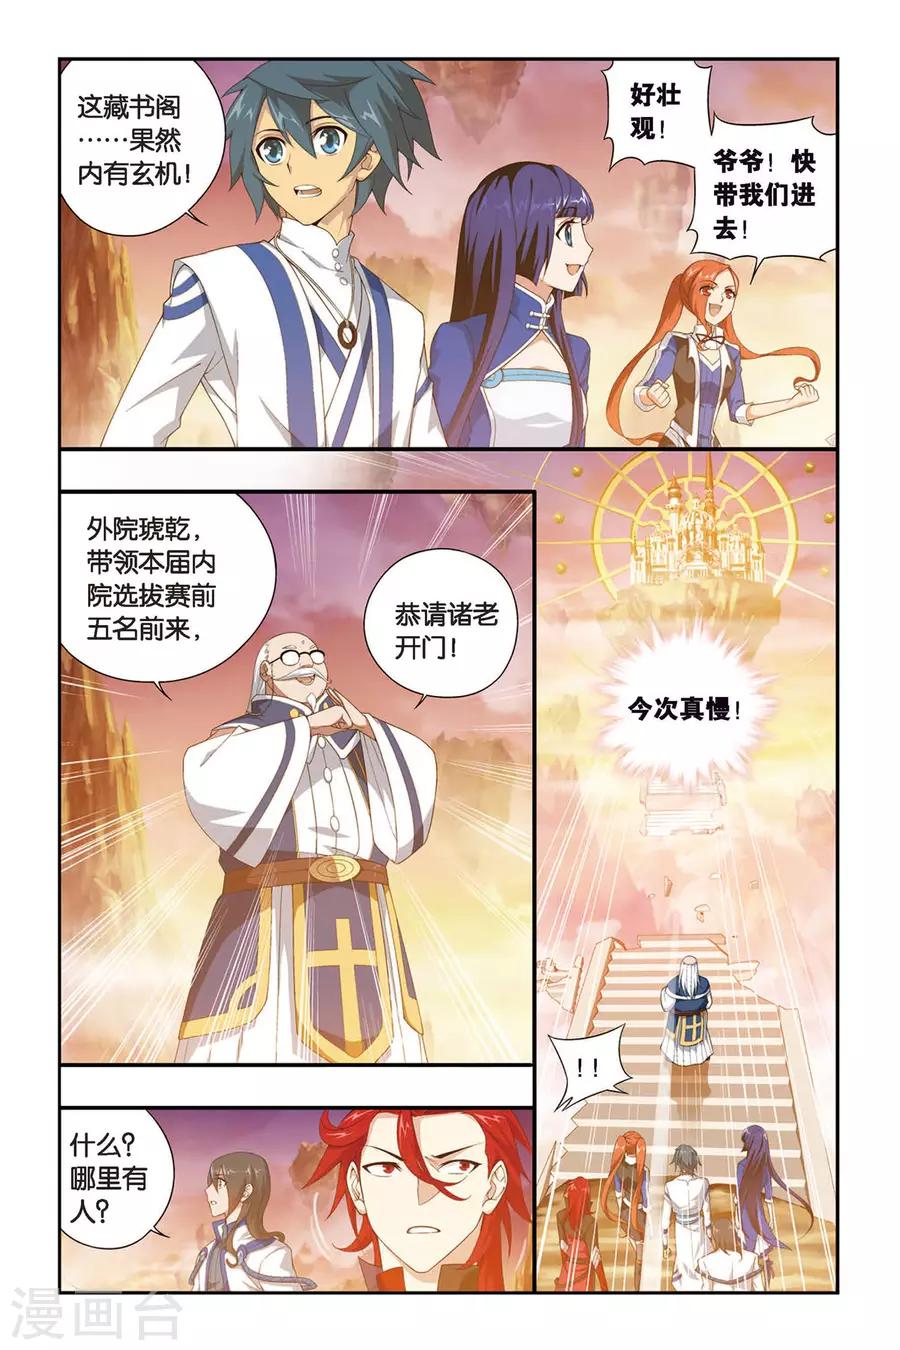 这藏书阁
……果然
内有玄机！
好壮
观！
爷爷！快
带我们进
去！
外院琥乾，
带领本届内
院选拔赛前
五名前来，
恭请诸老
开门！
今次真慢！
！！
什么？
哪里有
人？
漫画台